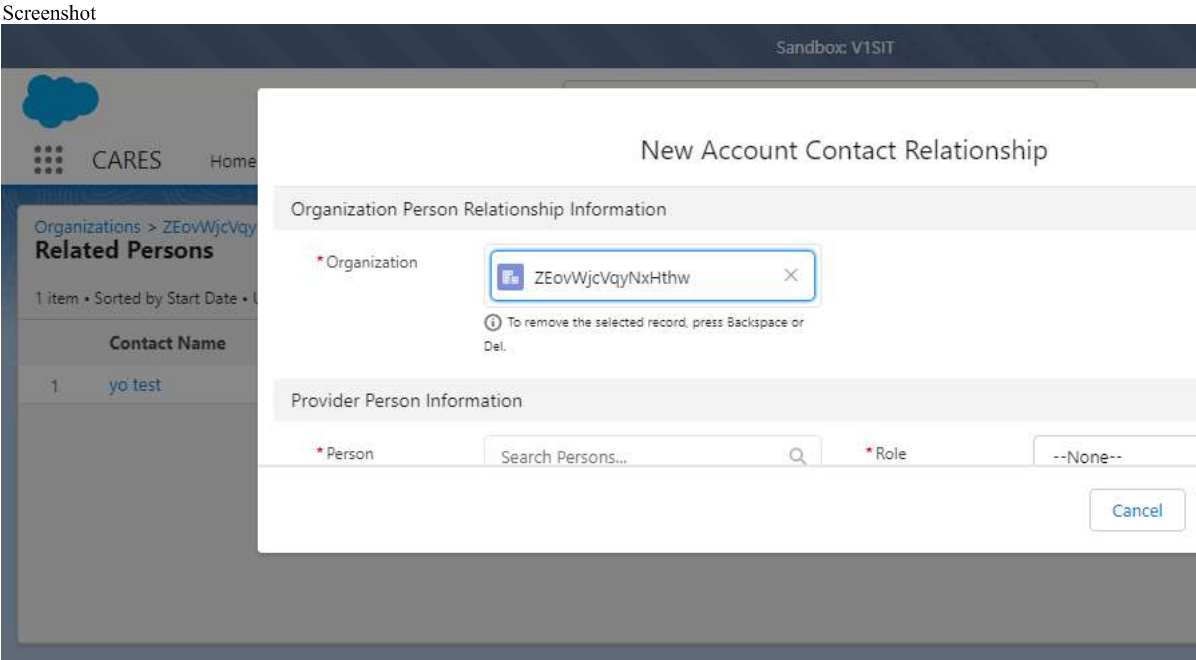 Screenshot
Sandbox: V1SIT
CARES Home
Organizations > ZEovWjcVqy
Related Persons
1 item • Sorted by Start Date •
Contact Name
1 yo test
New Account Contact Relationship
Organization Person Relationship Information
*Organization
ZEovWjcVqyNxHthw
To remove the selected record, press Backspace or
Del.
Provider Person Information
*Person Search Persons... *Role --None--
Cancel